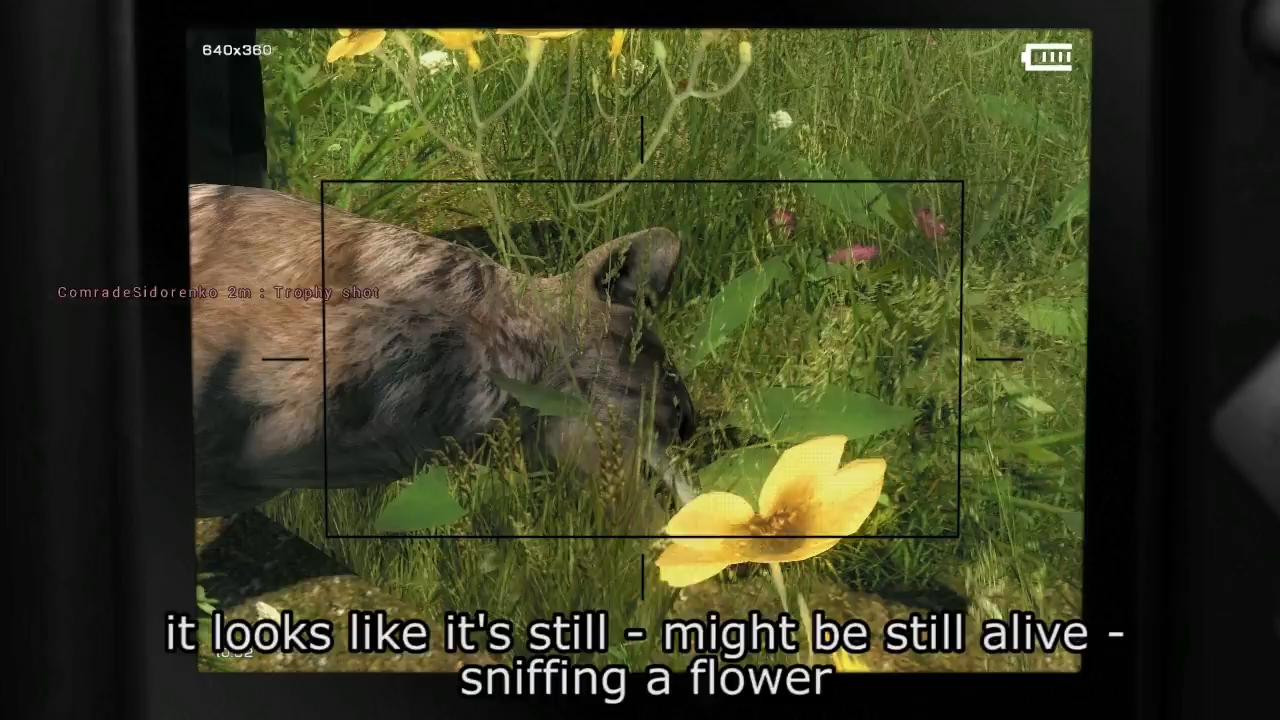 640x360
ComradeSidorenko 2m : Trophy shot
it looks like it's still - might be still alive -
sniffing a flower